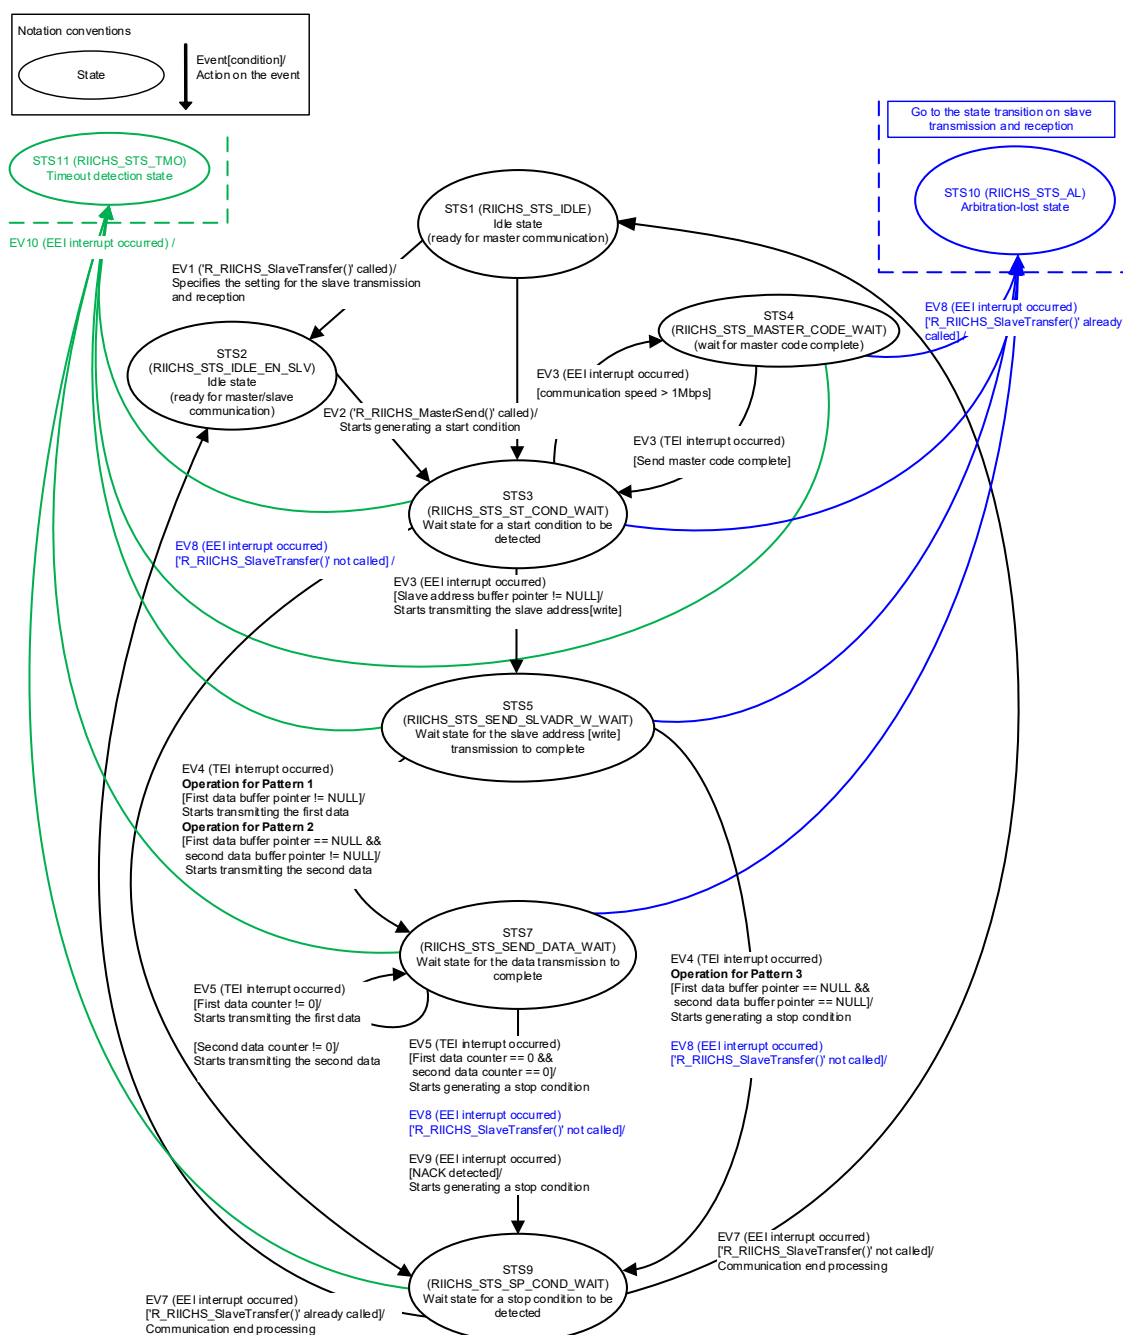 Notation conventions
State
Event[condition]/
Action on the event
Go to the state transition on slave
transmission and reception
STS11 (RIICHS_STS_TMO)
Timeout detection state
STS10 (RIICHS_STS_AL)
Arbitration-lost state
STS1 (RIICHS_STS_IDLE)
Idle state
(ready for master communication)
EV10 (EEI interrupt occurred) /
EV1 ('R_RIICHS_SlaveTransfer()' called)/
Specifies the setting for the slave transmission
and reception
EV8 (EEI interrupt occurred)
['R_RIICHS_SlaveTransfer()' already
called] /
STS4
(RIICHS_STS_MASTER_CODE_WAIT)
(wait for master code complete)
STS2
(RIICHS_STS_IDLE_EN_SLV)
Idle state
(ready for master/slave
communication)
EV3 (EEI interrupt occurred)
[communication speed > 1Mbps]
EV2 ('R_RIICHS_MasterSend()' called)/
Starts generating a start condition
EV3 (TEI interrupt occurred)
[Send master code complete]
STS3
(RIICHS_STS_ST_COND_WAIT)
Wait state for a start condition to be
detected
EV8 (EEI interrupt occurred)
['R_RIICHS_SlaveTransfer()' not called] /
EV3 (EEI interrupt occurred)
[Slave address buffer pointer != NULL]/
Starts transmitting the slave address[write]
STS5
(RIICHS_STS_SEND_SLVADR_W_WAIT)
Wait state for the slave address [write]
transmission to complete
EV4 (TEI interrupt occurred)
Operation for Pattern 1
[First data buffer pointer != NULL]/
Starts transmitting the first data
Operation for Pattern 2
[First data buffer pointer == NULL &&
second data buffer pointer != NULL]/
Starts transmitting the second data
STS7
(RIICHS_STS_SEND_DATA_WAIT)
Wait state for the data transmission to
complete
EV4 (TEI interrupt occurred)
Operation for Pattern 3
[First data buffer pointer == NULL &&
second data buffer pointer == NULL]/
Starts generating a stop condition
EV8 (EEI interrupt occurred)
['R_RIICHS_SlaveTransfer()' not called]/
EV5 (TEI interrupt occurred)
[First data counter != 0]/
Starts transmitting the first data
[Second data counter != 0]/
Starts transmitting the second data
EV5 (TEI interrupt occurred)
[First data counter == 0 &&
second data counter == 0]/
Starts generating a stop condition
EV8 (EEI interrupt occurred)
['R_RIICHS_SlaveTransfer()' not called]/
EV9 (EEI interrupt occurred)
[NACK detected]/
Starts generating a stop condition
EV7 (EEI interrupt occurred)
['R_RIICHS_SlaveTransfer()' not called]/
Communication end processing
STS9
(RIICHS_STS_SP_COND_WAIT)
Wait state for a stop condition to be
detected
EV7 (EEI interrupt occurred)
['R_RIICHS_SlaveTransfer()' already called]/
Communication end processing